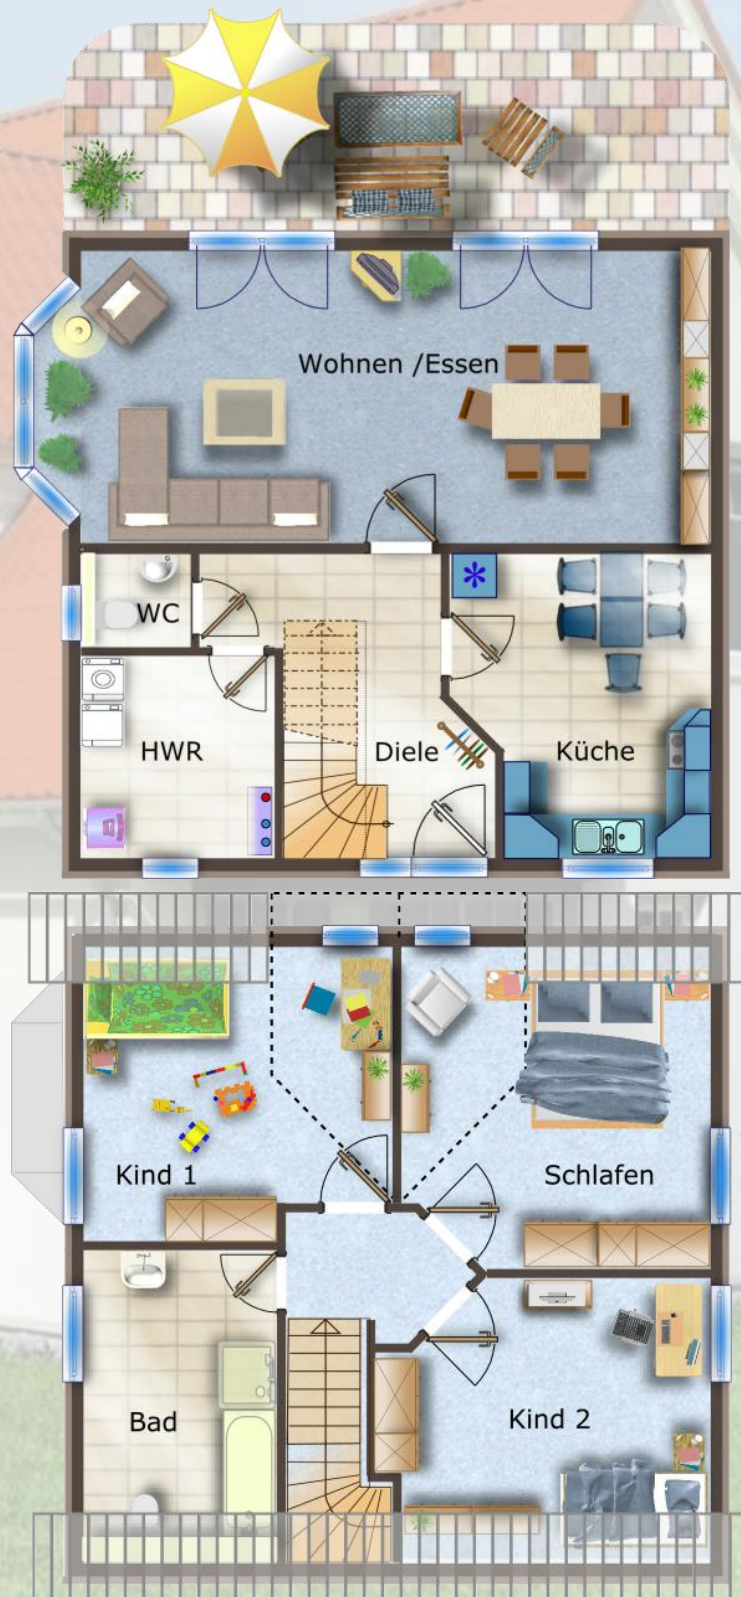 Wohnen /Essen
WC
HWR
Diele
Küche
Kind 1
Schlafen
Bad
Kind 2